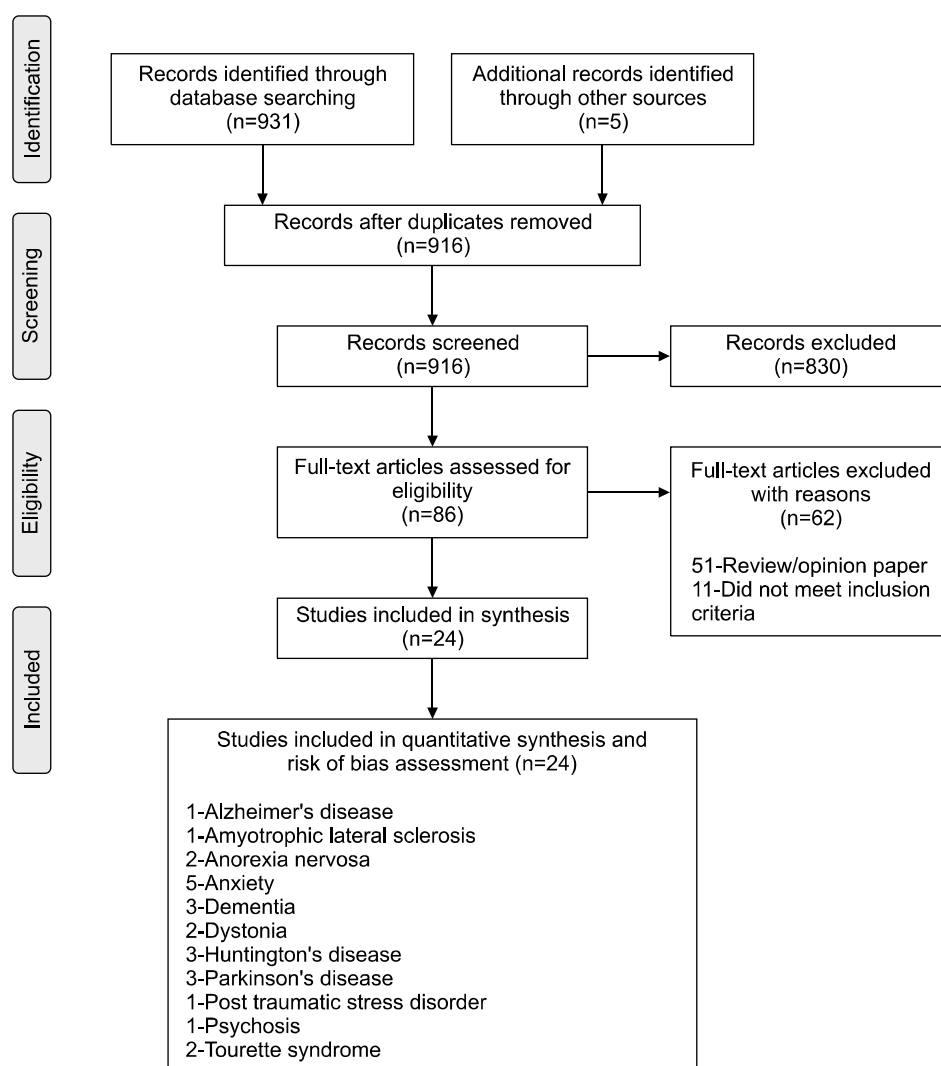 Identification
Records identified through
database searching
(n=931)
Additional records identified
through other sources
(n=5)
Screening
Records after duplicates removed
(n=916)
Records screened
(n=916)
Records excluded
(n=830)
Eligibility
Full-text articles assessed for
eligibility
(n=86)
Full-text articles excluded
with reasons
(n=62)
51-Review/opinion paper
11-Did not meet inclusion
criteria
Included
Studies included in synthesis
(n=24)
Studies included in quantitative synthesis and
risk of bias assessment (n=24)
1-Alzheimer's disease
1-Amyotrophic lateral sclerosis
2-Anorexia nervosa
5-Anxiety
3-Dementia
2-Dystonia
3-Huntington's disease
3-Parkinson's disease
1-Post traumatic stress disorder
1-Psychosis
2-Tourette syndrome